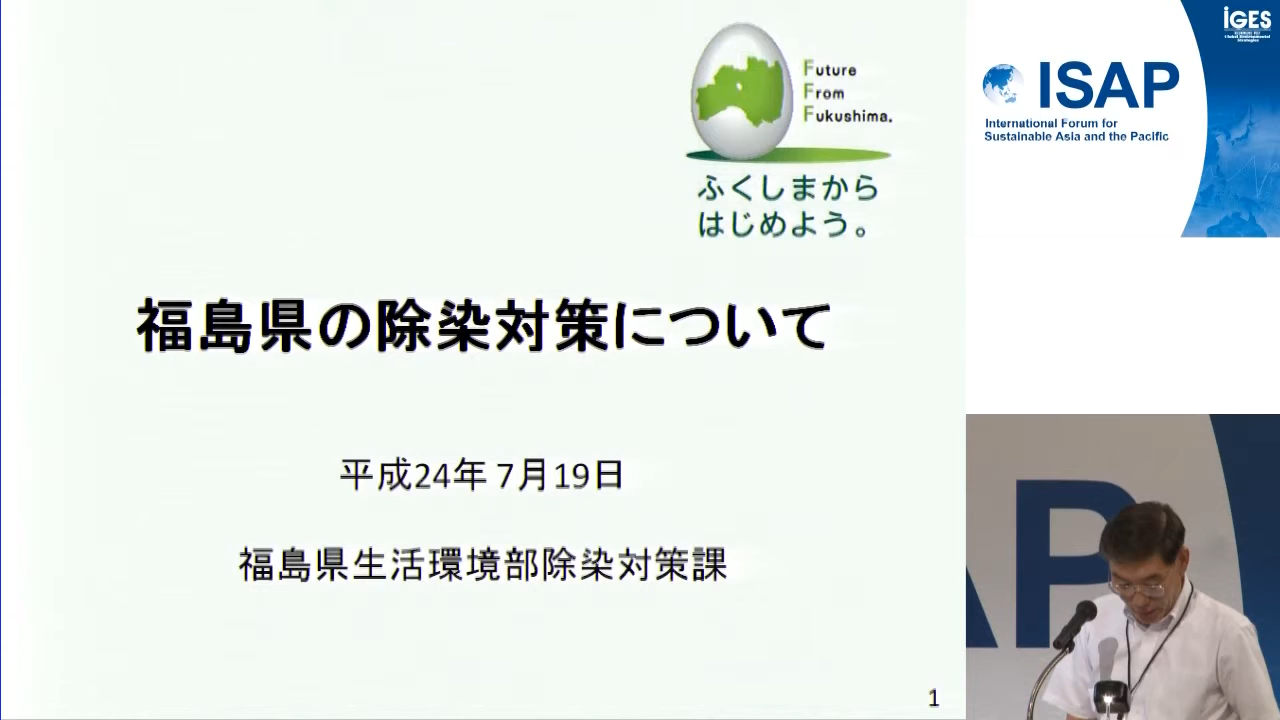 Future
From
Fukushima.
ふくしまから
はじめよう。
福島県の除染対策について
平成24年 7月19日
福島県生活環境部除染対策課
1
iGES
ISAP
International Forum for
Sustainable Asia and the Pacific
AP